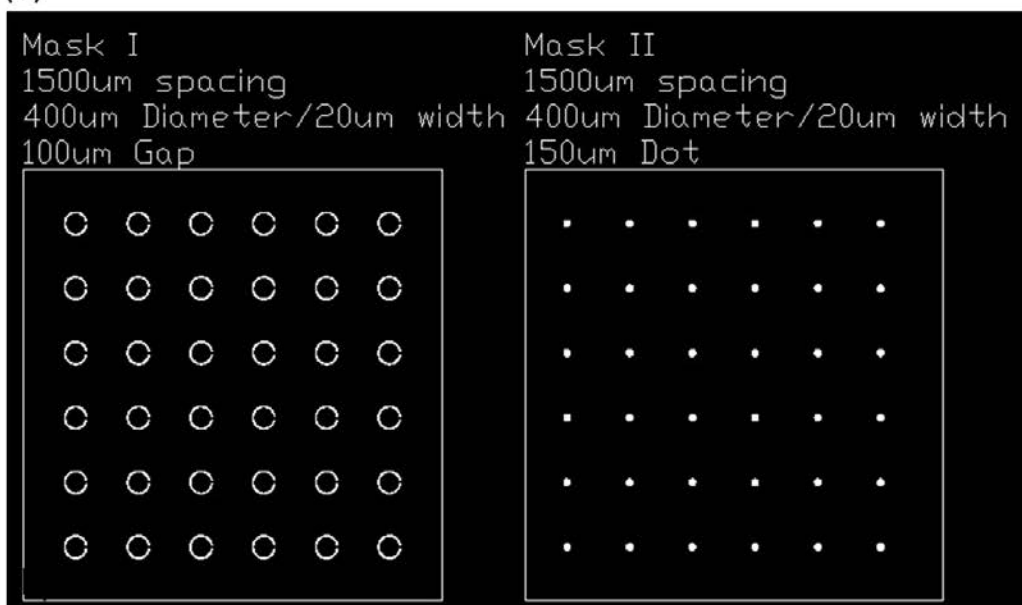 Mask I
1500um spacing
400um Diameter/20um width
100um Gap
Mask II
1500um spacing
400um Diameter/20um width
150um Dot